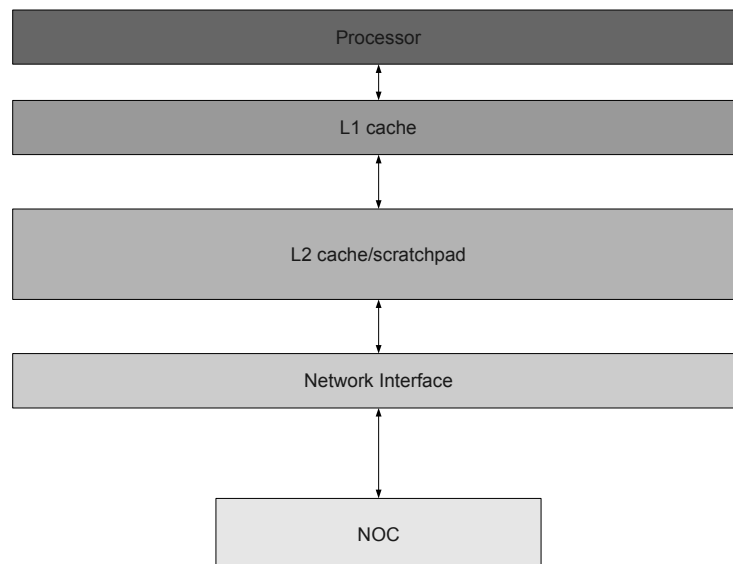 Processor
L1 cache
L2 cache/scratchpad
Network Interface
NOC